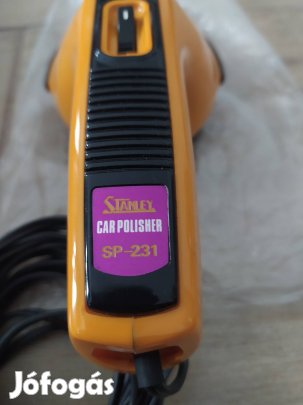 STANLEY
CAR POLISHER
SP-231
Jófogás